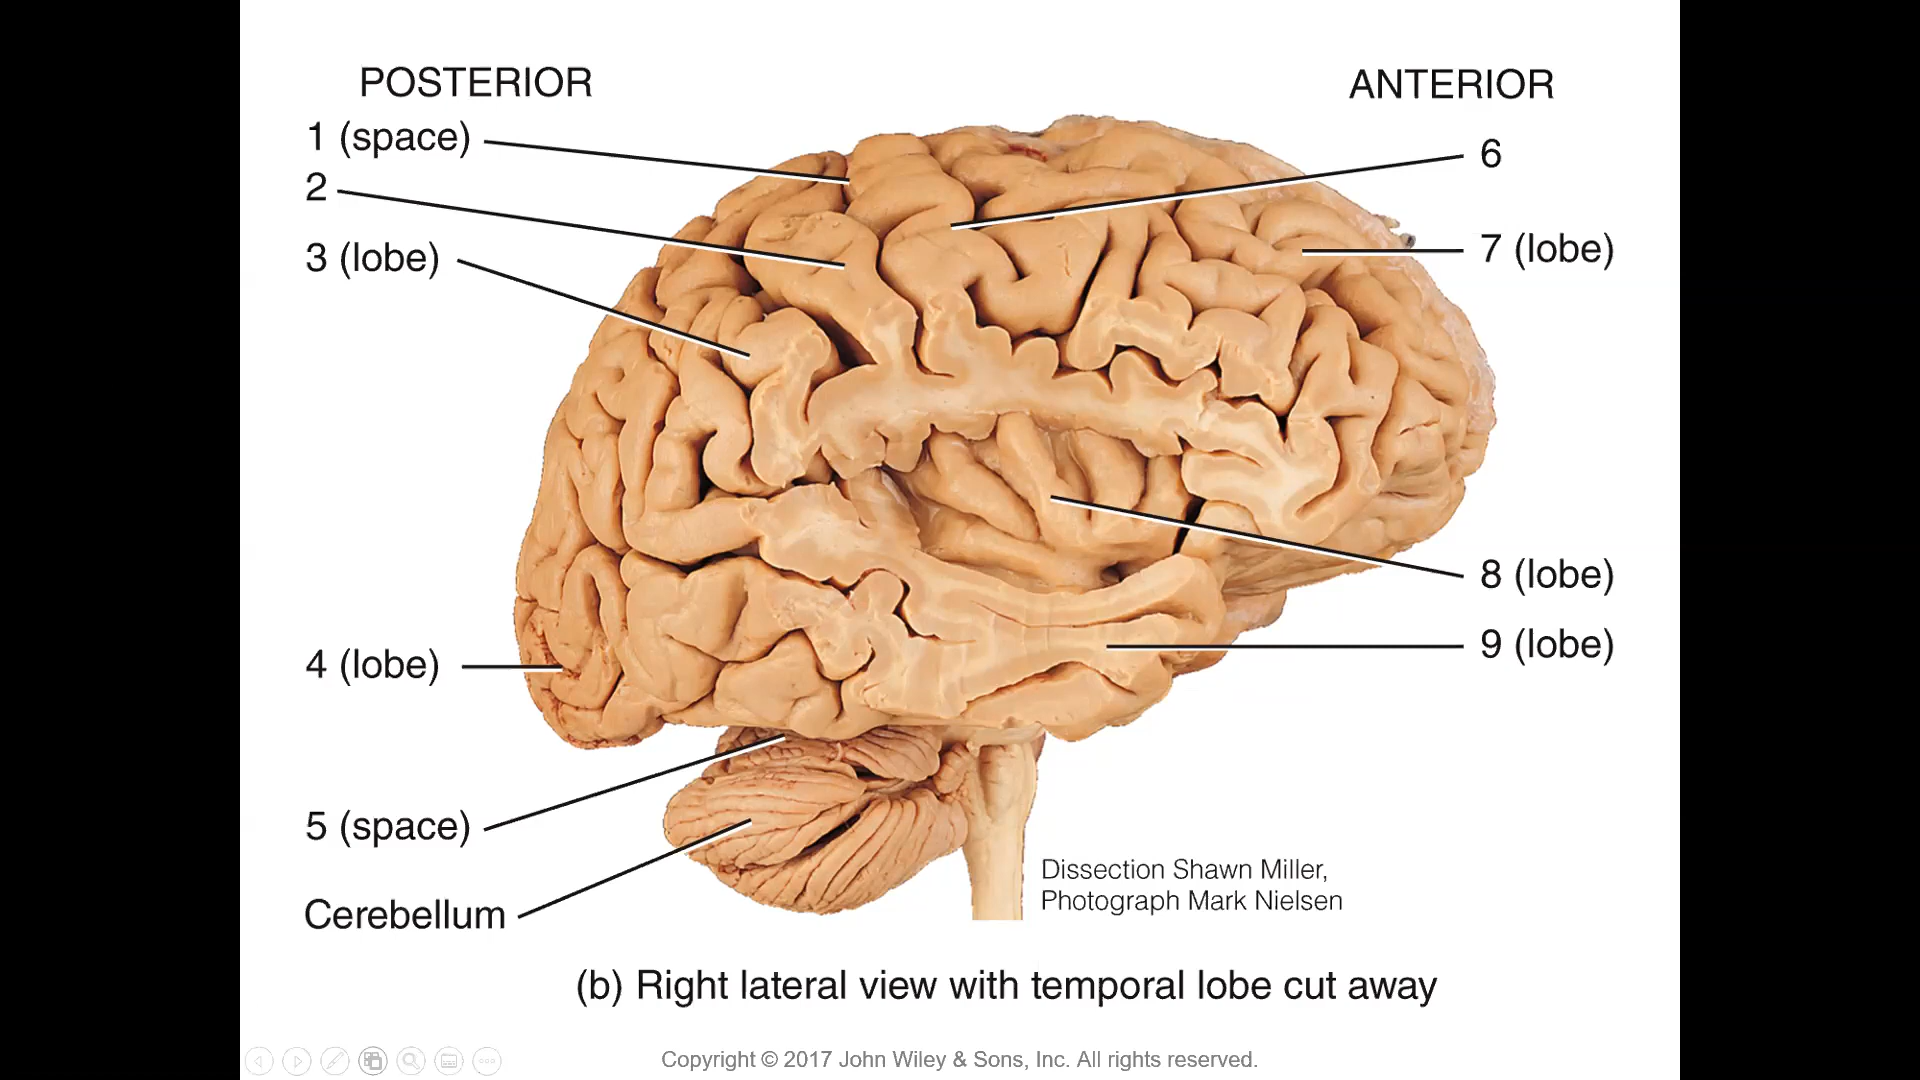 POSTERIOR
ANTERIOR
1 (space)
2
3 (lobe)
4 (lobe)
5 (space)
Cerebellum
6
7 (lobe)
8 (lobe)
9 (lobe)
Dissection Shawn Miller,
Photograph Mark Nielsen
(b) Right lateral view with temporal lobe cut away
Copyright © 2017 John Wiley & Sons, Inc. All rights reserved.